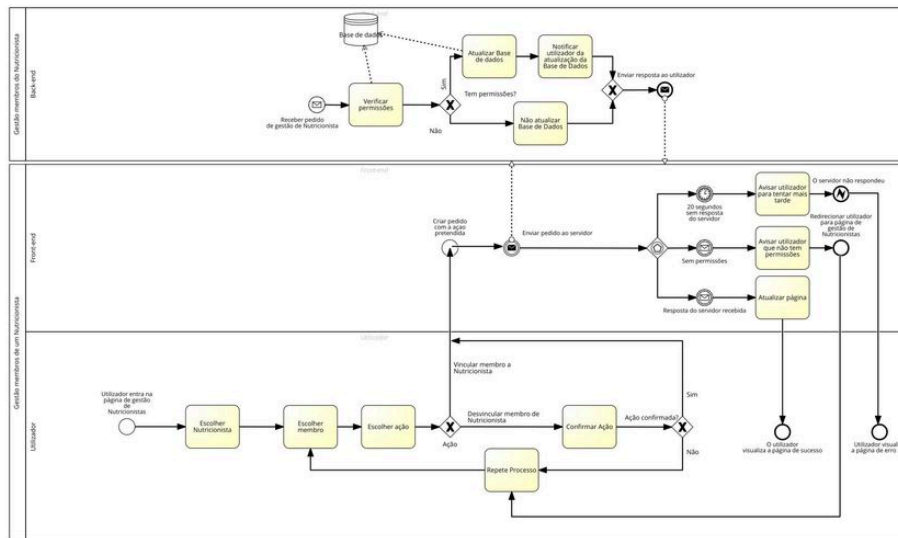 Gestão membros do Nutricionista
Back-end
Base de dados
Atualizar Base
de dados
Notificar
utilizador da
atualização da
Base de Dados
Enviar resposta ao utilizador
Sim
Tem permissões?
Verificar
permissões
Receber pedido
de gestão de Nutricionista
Não
Não atualizar
Base de Dados
Gestão membros de um Nutricionista
Front-end
Front-end
Criar pedido
com a açao
pretendida
Enviar pedido ao servidor
20 segundos
sem resposta
do servidor
Avisar utilizador
para tentar mais
tarde
O servidor não respondeu
Redirecionar utilizador
para página de
gestão de
Nutricionistas
Sem permissões
Avisar utilizador
que não tem
permissões
Resposta do servidor recebida
Atualizar página
Utilizador
Utilizador
Vincular membro a
Nutricionista
Utilizador entra na
página de gestão
de
Nutricionistas
Escolher
Nutricionista
Escolher
membro
Escolher ação
Ação
Desvincular membro de
Nutricionista
Confirmar Ação
Ação confirmada?
Sim
Não
Repete Processo
O utilizador
visualiza a página de sucesso
Utilizador visual
a página de erro